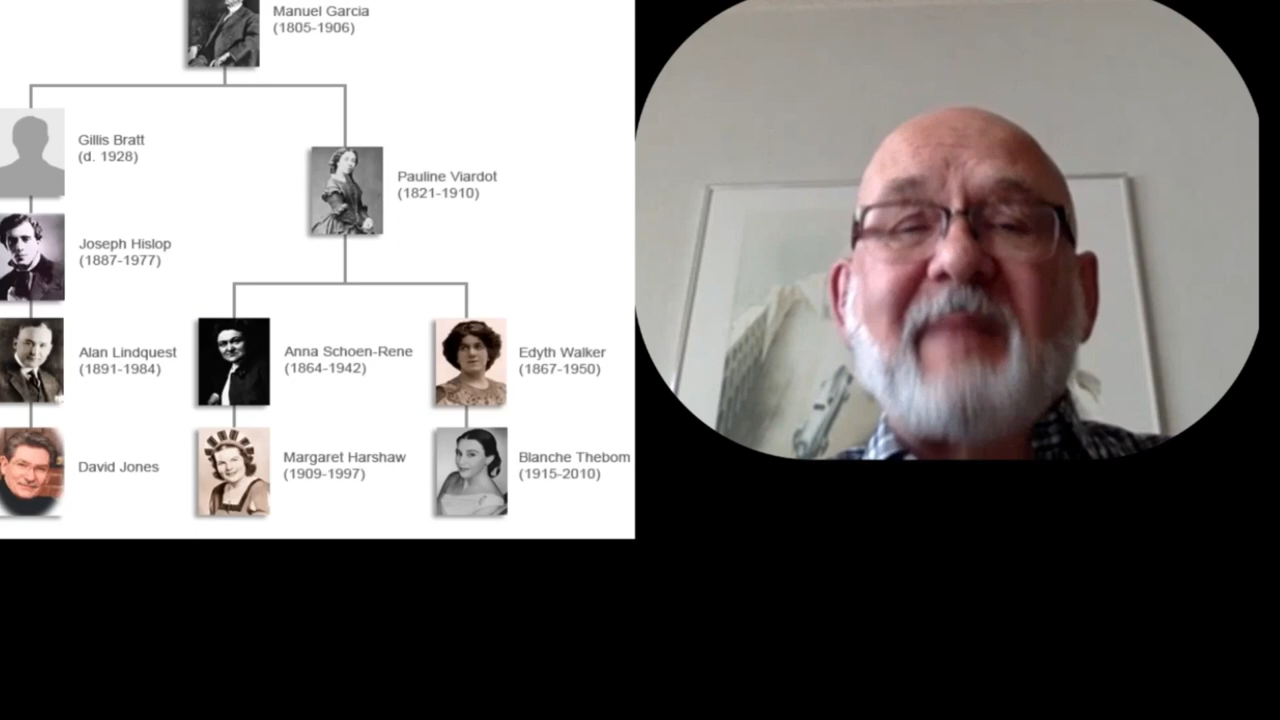 Manuel Garcia
(1805-1906)
Gillis Bratt
(d. 1928)
Pauline Viardot
(1821-1910)
Joseph Hislop
(1887-1977)
Alan Lindquest
(1891-1984)
Anna Schoen-Rene
(1864-1942)
Edyth Walker
(1867-1950)
David Jones
Margaret Harshaw
(1909-1997)
Blanche Thebom
(1915-2010)